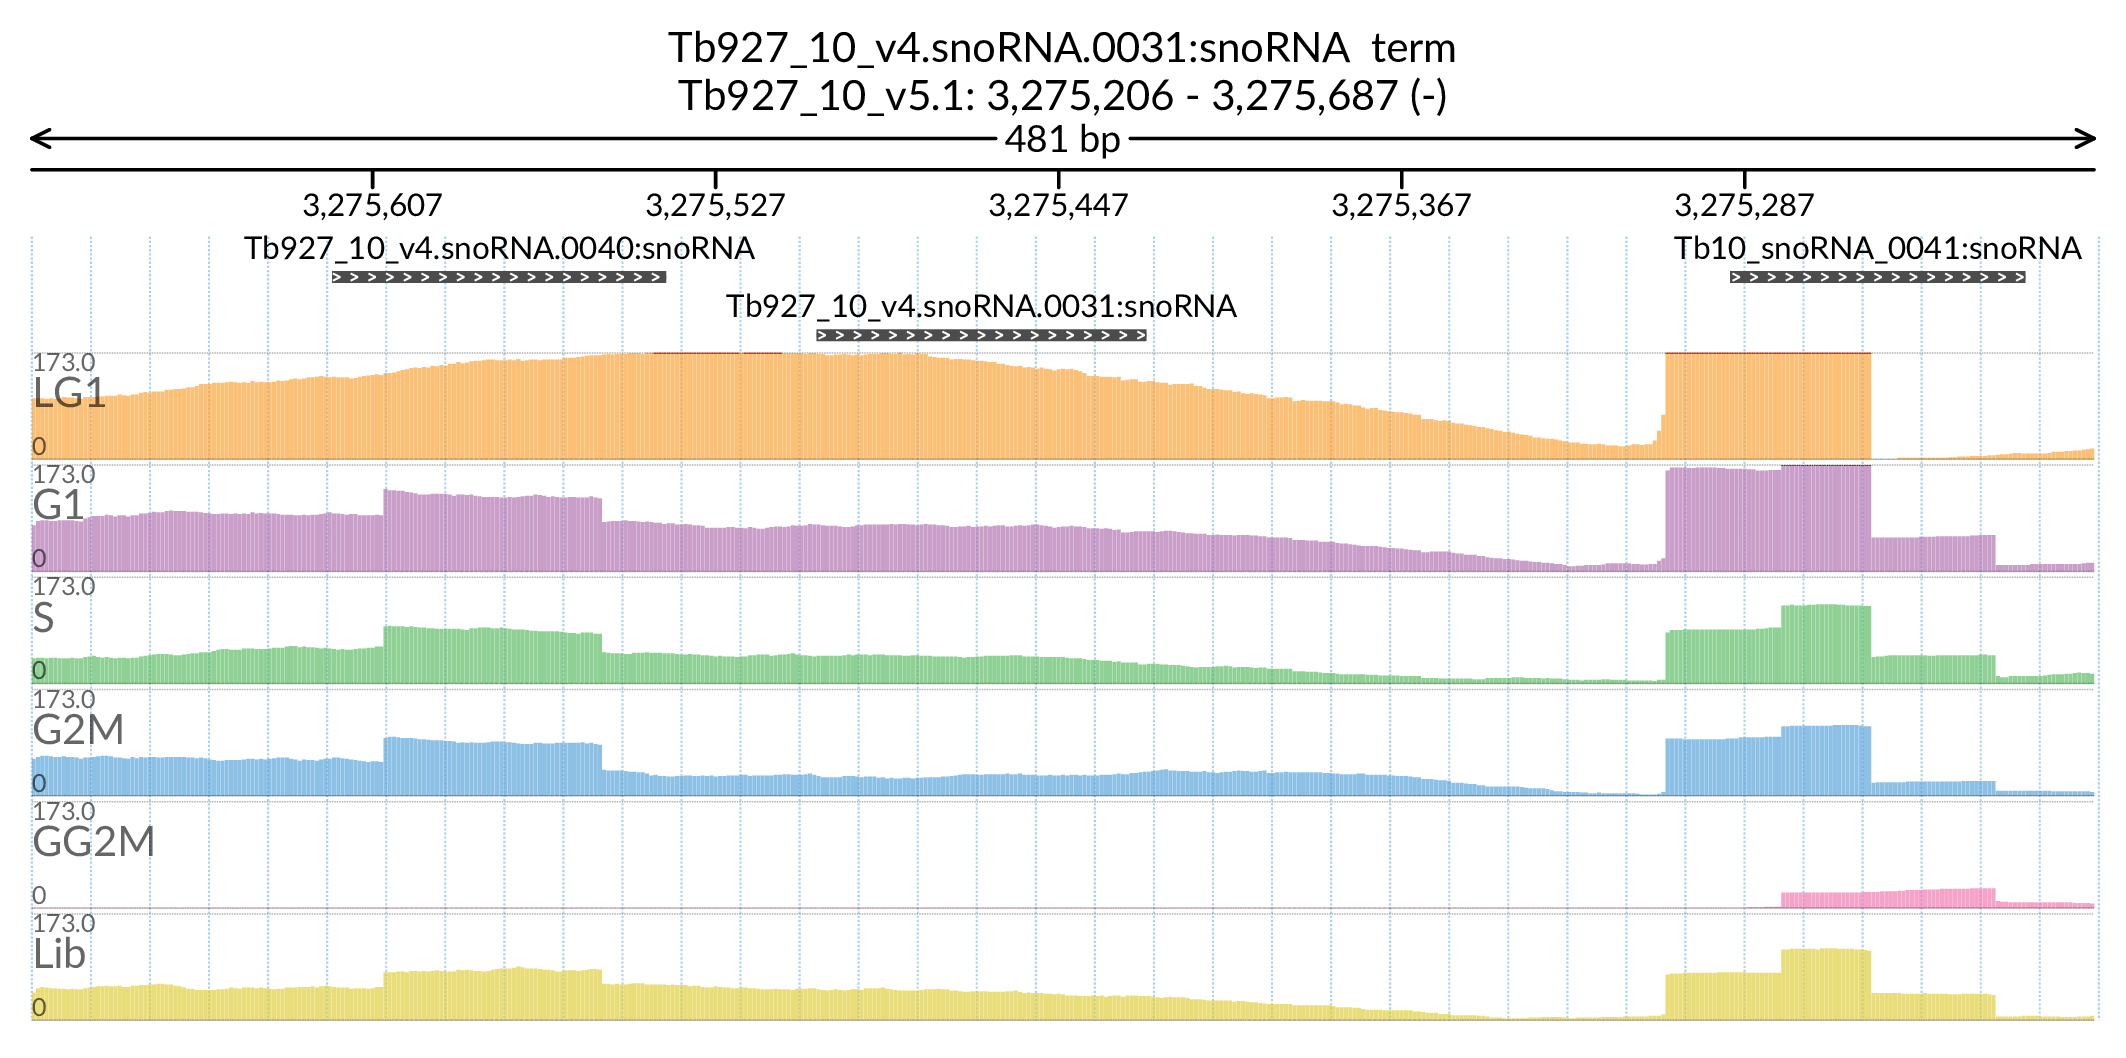 Tb927_10_v4.snoRNA.0031:snoRNA term
Tb927_10_v5.1: 3,275,206 - 3,275,687 (-)
481 bp
3,275,607 3,275,527 3,275,447 3,275,367 3,275,287
Tb927_10_v4.snoRNA.0040:snoRNA Tb10_snoRNA_0041:snoRNA
Tb927_10_v4.snoRNA.0031:snoRNA
173.0
LG1
0
173.0
G1
0
173.0
S
0
173.0
G2M
0
173.0
GG2M
0
173.0
Lib
0